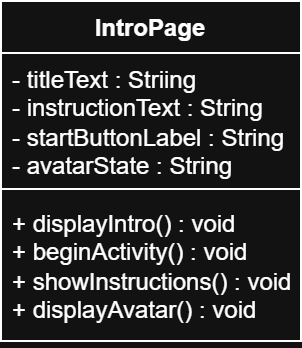 IntroPage
- titleText : Striing
- instructionText : String
- startButtonLabel : String
- avatarState : String
+ displayIntro() : void
+ beginActivity() : void
+ showInstructions() : void
+ displayAvatar() : void